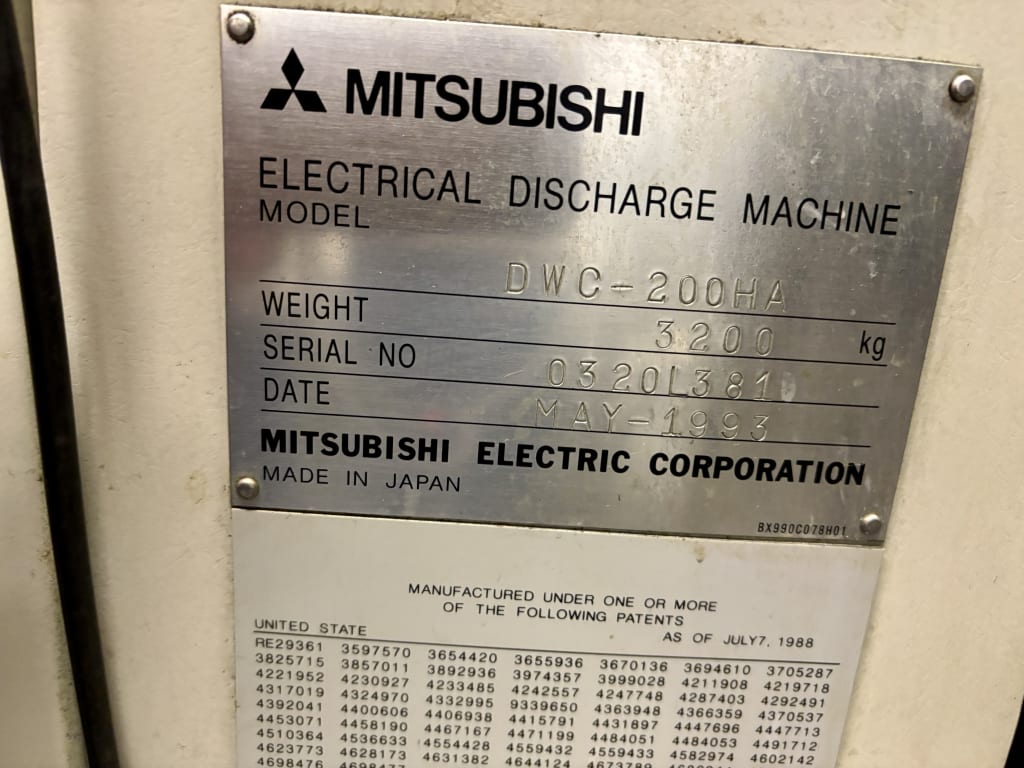 MITSUBISHI
ELECTRICAL DISCHARGE MACHINE
MODEL DWC-200HA
WEIGHT 3200 kg
SERIAL NO 0320L381
DATE MAY-1993
MITSUBISHI ELECTRIC CORPORATION
MADE IN JAPAN
BX990C078H01
MANUFACTURED UNDER ONE OR MORE
OF THE FOLLOWING PATENTS
UNITED STATE AS OF JULY7, 1988
RE29361 3597570 3654420 3655936 3670136 3694610 3705287
3825715 3857011 3892936 3974357 3999028 4211908 4219718
4221952 4230927 4233485 4242557 4247748 4287403 4292491
4317019 4324970 4332995 9339650 4363948 4366359 4370537
4392041 4400606 4406938 4415791 4431897 4447696 4447713
4453071 4458190 4467167 4471199 4484051 4484053 4491712
4510364 4536633 4554428 4559432 4559433 4582974 4602142
4623773 4628173 4631382 4644124 4673789
4698476 4698477